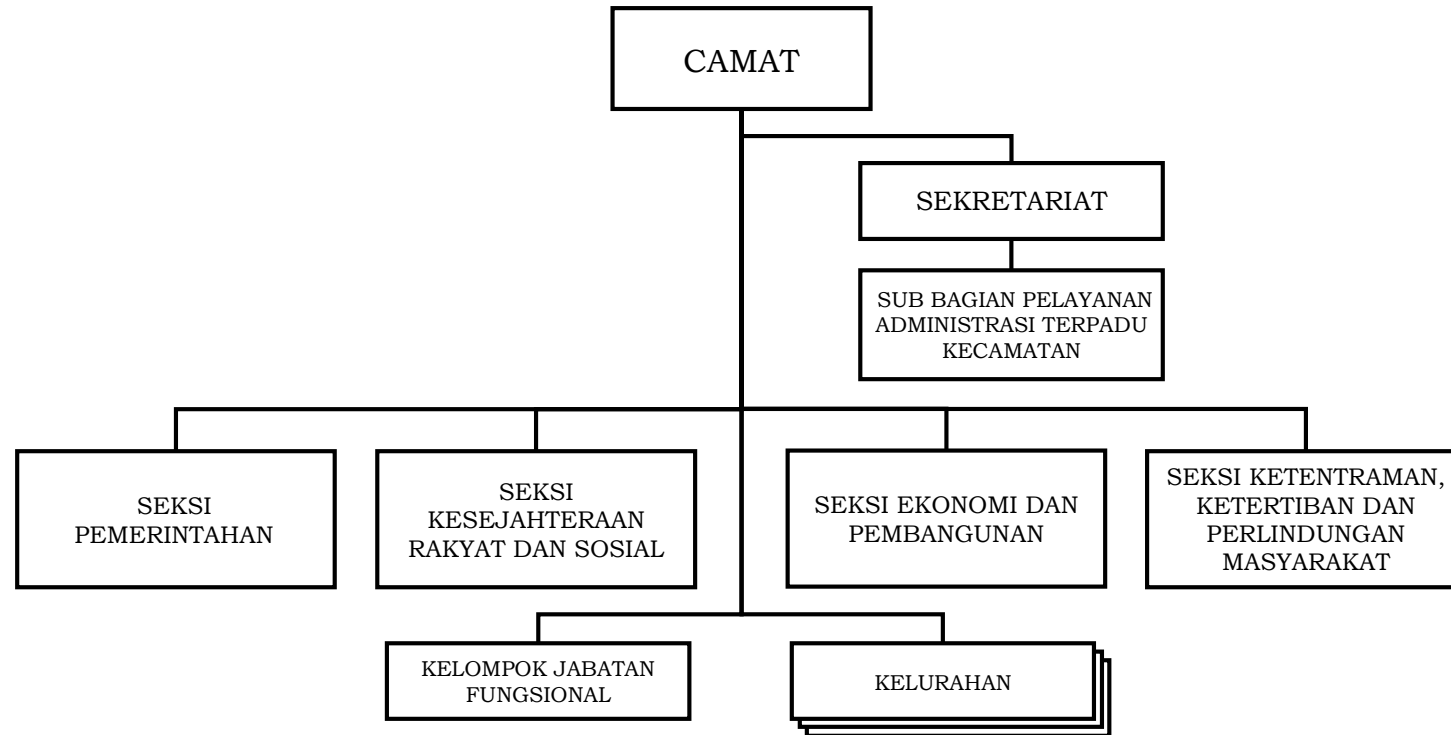 CAMAT
SEKRETARIAT
SUB BAGIAN PELAYANAN
ADMINISTRASI TERPADU
KECAMATAN
SEKSI
PEMERINTAHAN
SEKSI
KESEJAHTERAAN
RAKYAT DAN SOSIAL
SEKSI EKONOMI DAN
PEMBANGUNAN
SEKSI KETENTRAMAN,
KETERTIBAN DAN
PERLINDUNGAN
MASYARAKAT
KELOMPOK JABATAN
FUNGSIONAL
KELURAHAN